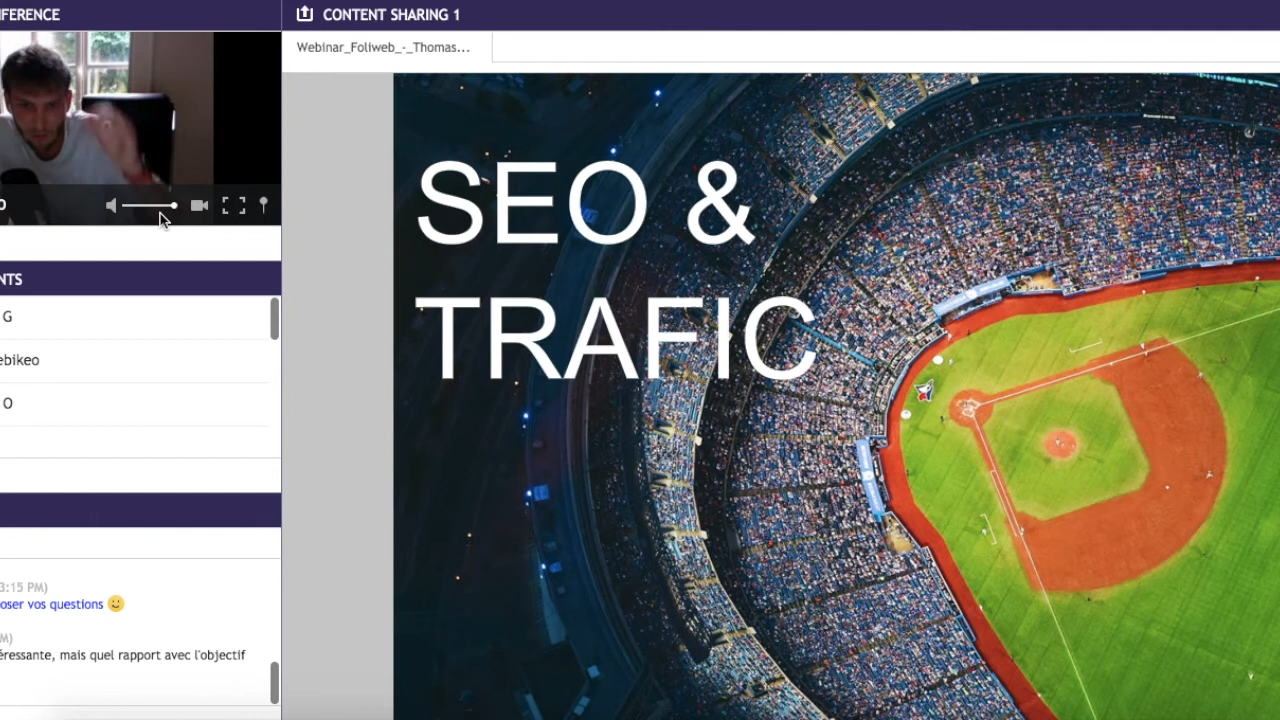 FERENCE
CONTENT SHARING 1
Webinar_Foliweb_-_Thomas...
SEO &
TRAFIC
O
NTS
G
ebikeo
O
3:15 PM)
oser vos questions 🙂
M)
éressante, mais quel rapport avec l'objectif